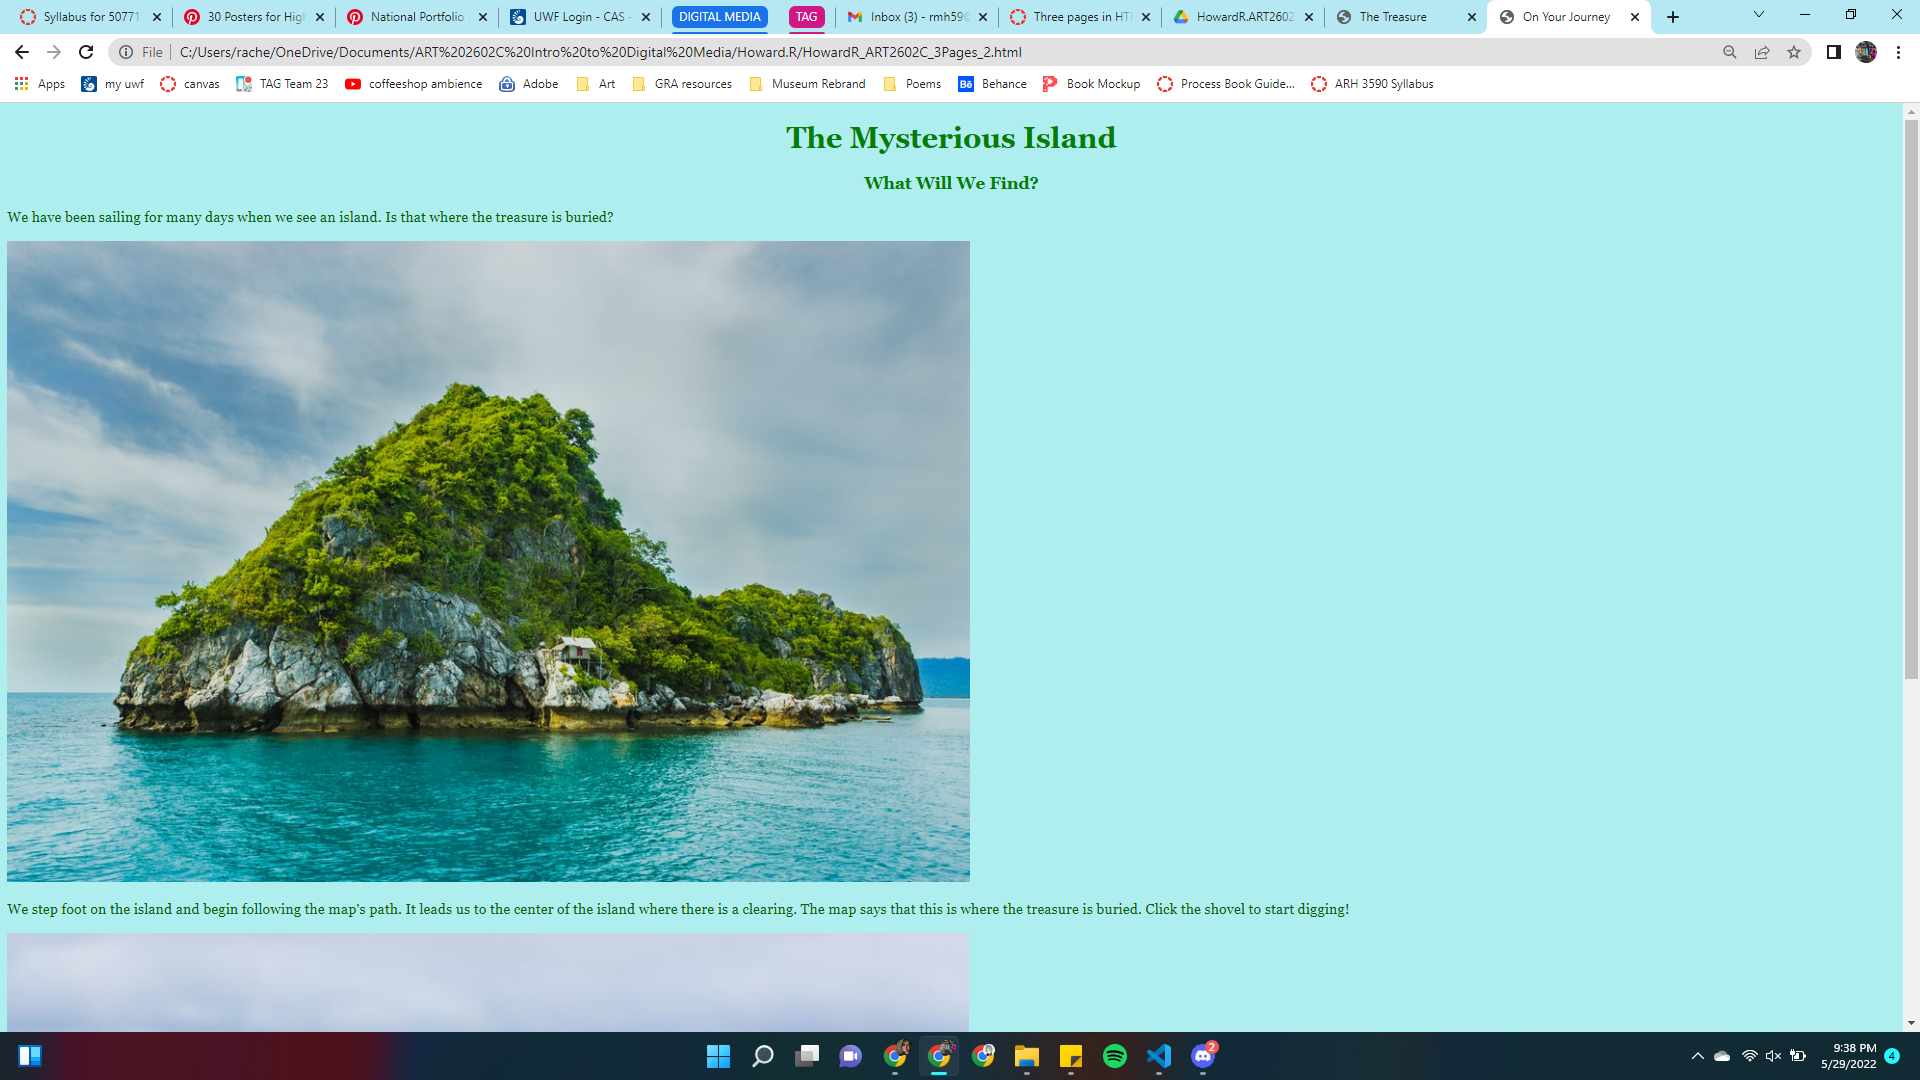 Syllabus for 50771
30 Posters for High
National Portfolio
UWF Login - CAS -
DIGITAL MEDIA
TAG
Inbox (3) - rmh59@
Three pages in HTM
HowardR.ART2602
The Treasure
On Your Journey
File
C:/Users/rache/OneDrive/Documents/ART%202602C%20Intro%20to%20Digital%20Media/Howard.R/HowardR_ART2602C_3Pages_2.html
Apps
my uwf
canvas
TAG Team 23
coffeeshop ambience
Adobe
Art
GRA resources
Museum Rebrand
Poems
Bē Behance
Book Mockup
Process Book Guide...
ARH 3590 Syllabus
The Mysterious Island
What Will We Find?
We have been sailing for many days when we see an island. Is that where the treasure is buried?
We step foot on the island and begin following the map's path. It leads us to the center of the island where there is a clearing. The map says that this is where the treasure is buried. Click the shovel to start digging!
2
9:38 PM
5/29/2022
4